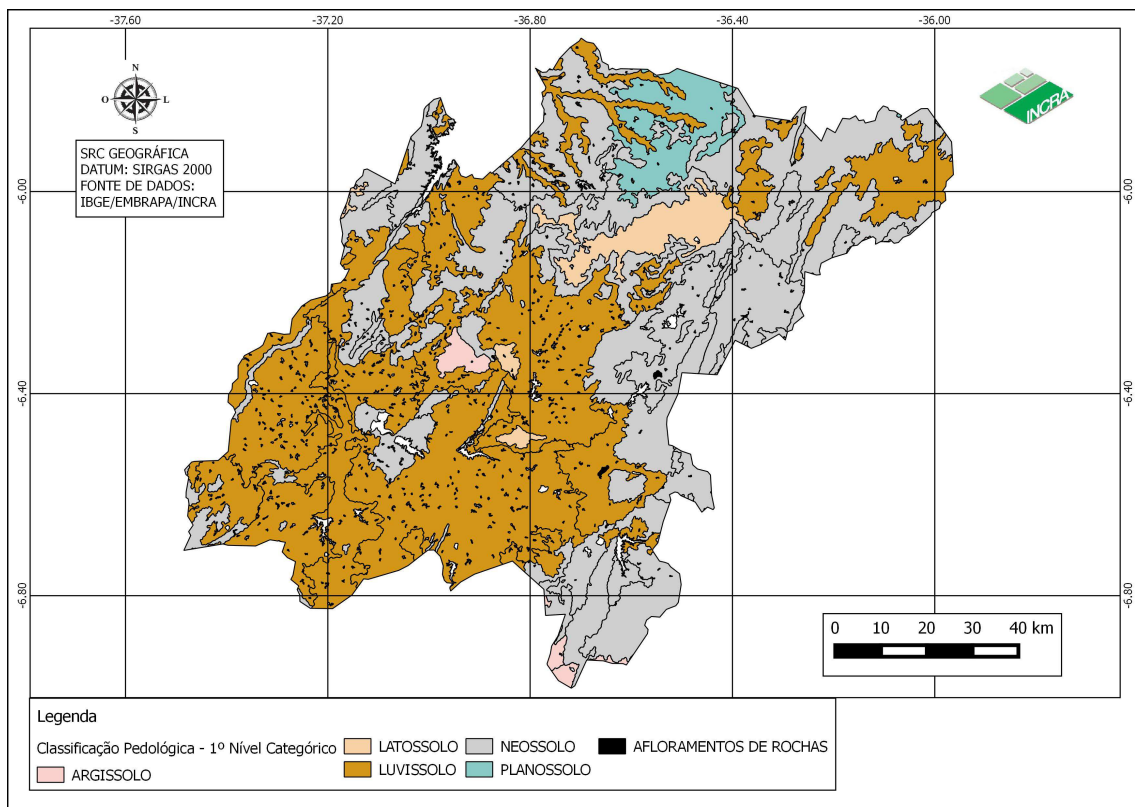 -37.60
-37.20
-36.80
-36.40
-36.00
N
O
L
S
INCRA
SRC GEOGRÁFICA
DATUM: SIRGAS 2000
FONTE DE DADOS:
IBGE/EMBRAPA/INCRA
-6.00
-6.00
-6.40
-6.40
-6.80
-6.80
0 10 20 30 40 km
Legenda
Classificação Pedológica - 1º Nível Categórico
ARGISSOLO
LATOSSOLO
LUVISSOLO
NEOSSOLO
PLANOSSOLO
AFLORAMENTOS DE ROCHAS